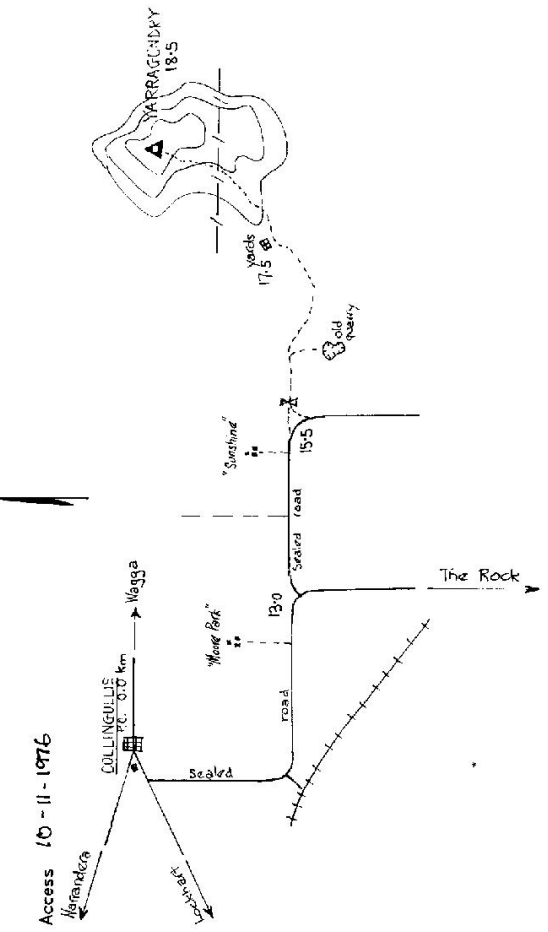 Access 10-11-1976
Narrandera
Lockhart
COLLINGULLIE
P.O. 0.0 km
Wagga
sealed
road
"Moore Park"
13.0
The Rock
sealed road
"Sunshine"
15.5
old
quarry
yards
17.5
YARRAGUNDRY
18.5